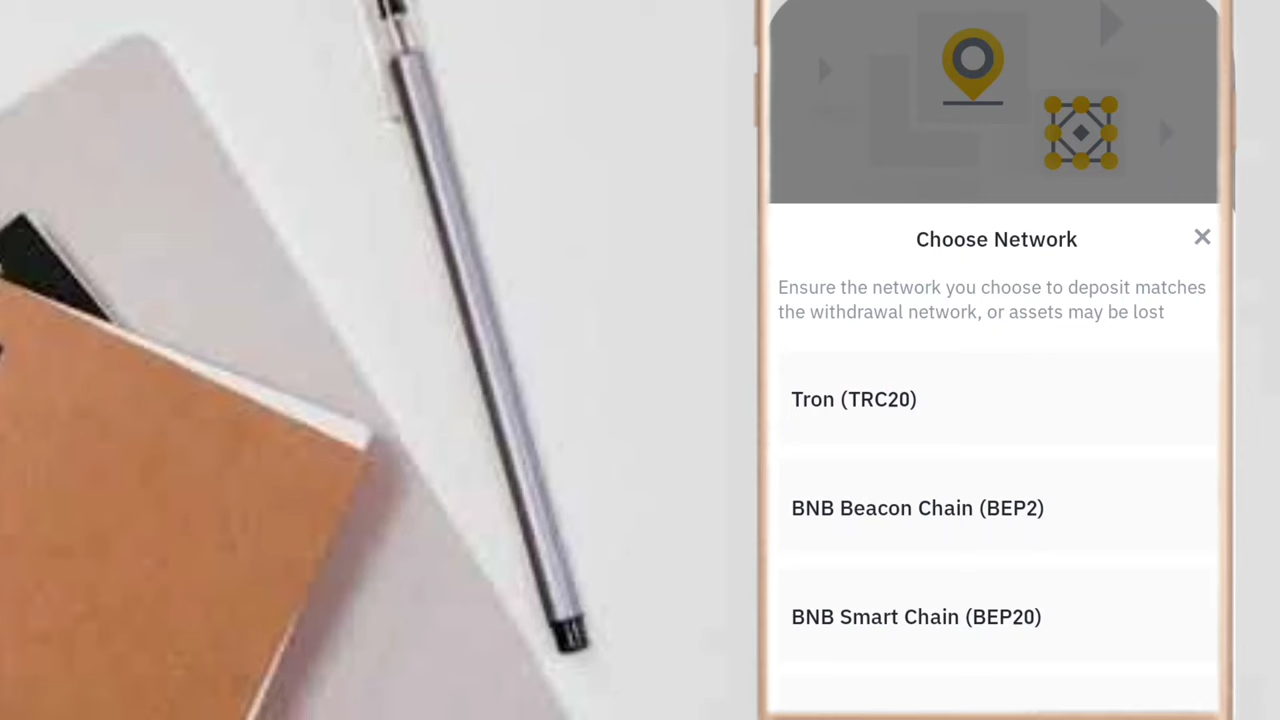 Choose Network
Ensure the network you choose to deposit matches
the withdrawal network, or assets may be lost
Tron (TRC20)
BNB Beacon Chain (BEP2)
BNB Smart Chain (BEP20)